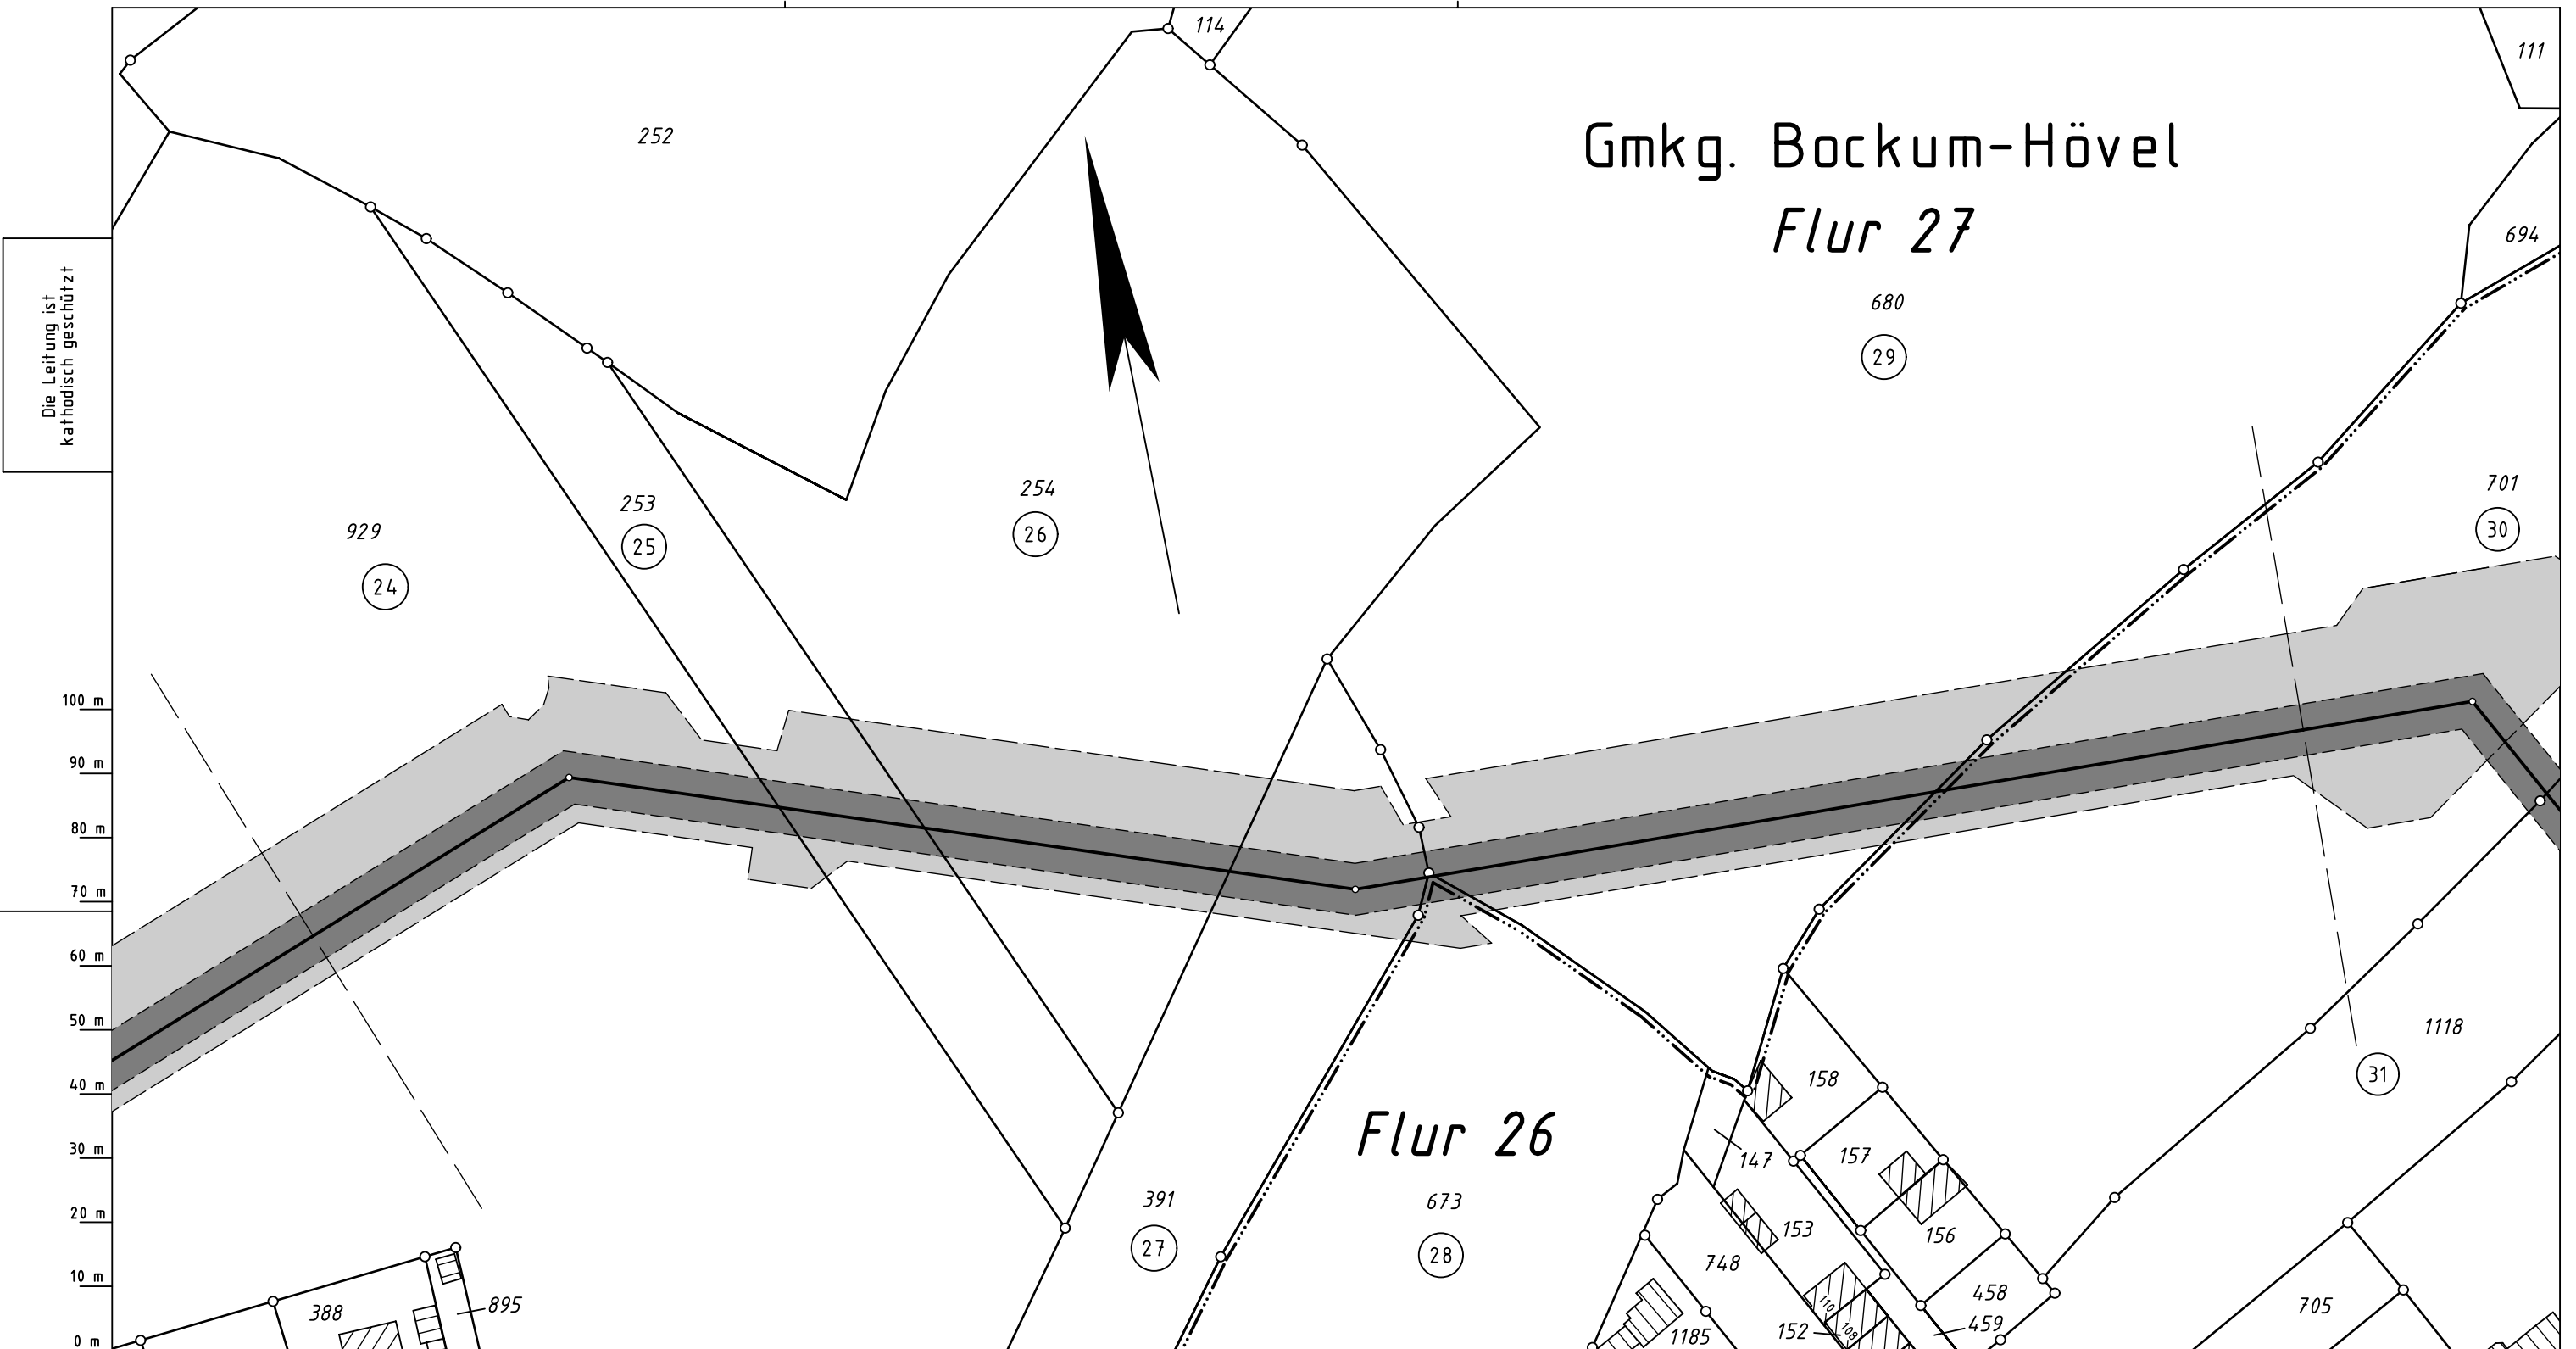 114
111
252
Gmkg. Bockum-Hövel
Flur 27
694
680
29
Die Leitung ist
kathodisch geschützt
701
30
254
26
253
25
929
24
100 m
90 m
80 m
70 m
60 m
50 m
40 m
30 m
20 m
10 m
0 m
1118
31
158
Flur 26
157
147
391
27
673
28
153
156
748
458
459
388
895
110
108
152
1185
705